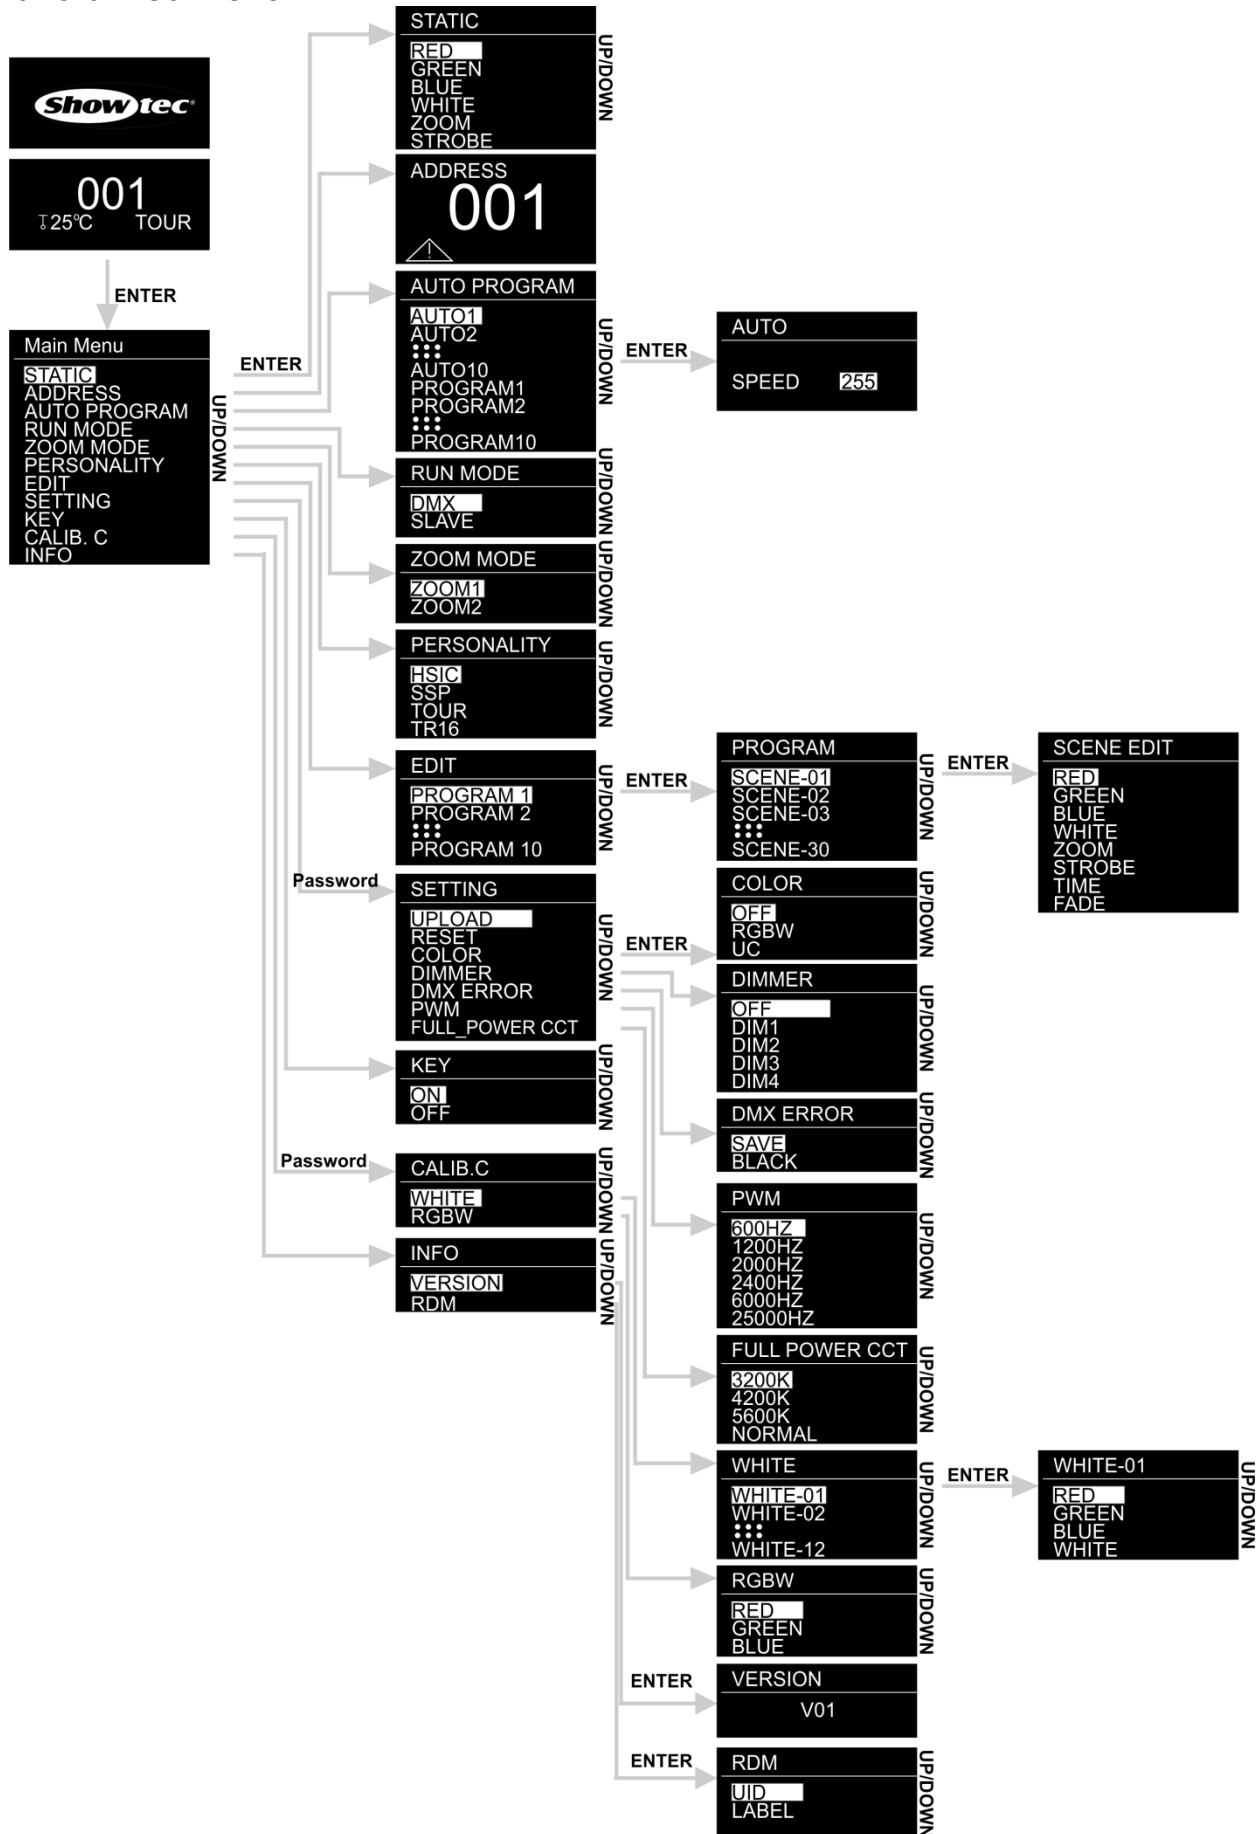 Showtec
001
25°C TOUR
ENTER
Main Menu
STATIC
ADDRESS
AUTO PROGRAM
RUN MODE
ZOOM MODE
PERSONALITY
EDIT
SETTING
KEY
CALIB. C
INFO
UP/DOWN
ENTER
STATIC
RED
GREEN
BLUE
WHITE
ZOOM
STROBE
UP/DOWN
ADDRESS
001
!
AUTO PROGRAM
AUTO1
AUTO2
AUTO10
PROGRAM1
PROGRAM2
PROGRAM10
UP/DOWN
ENTER
AUTO
SPEED 255
RUN MODE
DMX
SLAVE
UP/DOWN
ZOOM MODE
ZOOM1
ZOOM2
UP/DOWN
PERSONALITY
HSIC
SSP
TOUR
TR16
UP/DOWN
EDIT
PROGRAM 1
PROGRAM 2
PROGRAM 10
UP/DOWN
ENTER
PROGRAM
SCENE-01
SCENE-02
SCENE-03
SCENE-30
UP/DOWN
ENTER
SCENE EDIT
RED
GREEN
BLUE
WHITE
ZOOM
STROBE
TIME
FADE
Password
SETTING
UPLOAD
RESET
COLOR
DIMMER
DMX ERROR
PWM
FULL_POWER CCT
UP/DOWN
ENTER
COLOR
OFF
RGBW
UC
UP/DOWN
DIMMER
OFF
DIM1
DIM2
DIM3
DIM4
UP/DOWN
DMX ERROR
SAVE
BLACK
UP/DOWN
PWM
600HZ
1200HZ
2000HZ
2400HZ
6000HZ
25000HZ
UP/DOWN
FULL POWER CCT
3200K
4200K
5600K
NORMAL
UP/DOWN
KEY
ON
OFF
UP/DOWN
Password
CALIB.C
WHITE
RGBW
UP/DOWN
WHITE
WHITE-01
WHITE-02
WHITE-12
UP/DOWN
ENTER
WHITE-01
RED
GREEN
BLUE
WHITE
UP/DOWN
RGBW
RED
GREEN
BLUE
UP/DOWN
INFO
VERSION
RDM
UP/DOWN
ENTER
VERSION
V01
ENTER
RDM
UID
LABEL
UP/DOWN